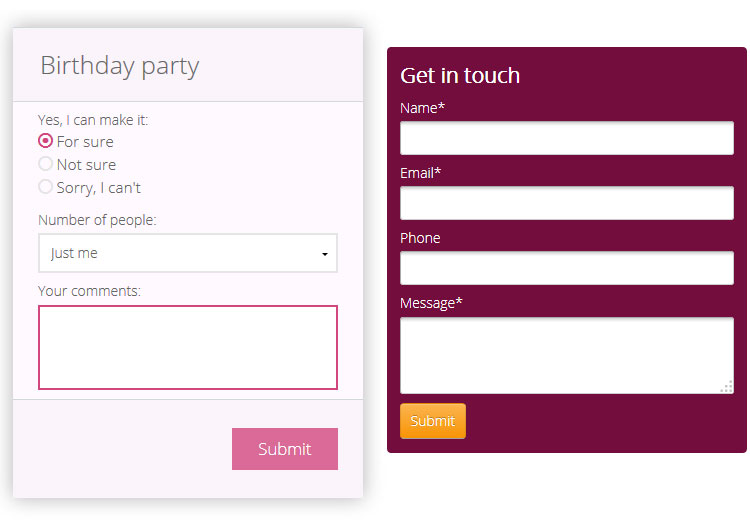 Birthday party
Yes, I can make it:
For sure
Not sure
Sorry, I can't
Number of people:
Just me
Your comments:
Submit
Get in touch
Name*
Email*
Phone
Message*
Submit